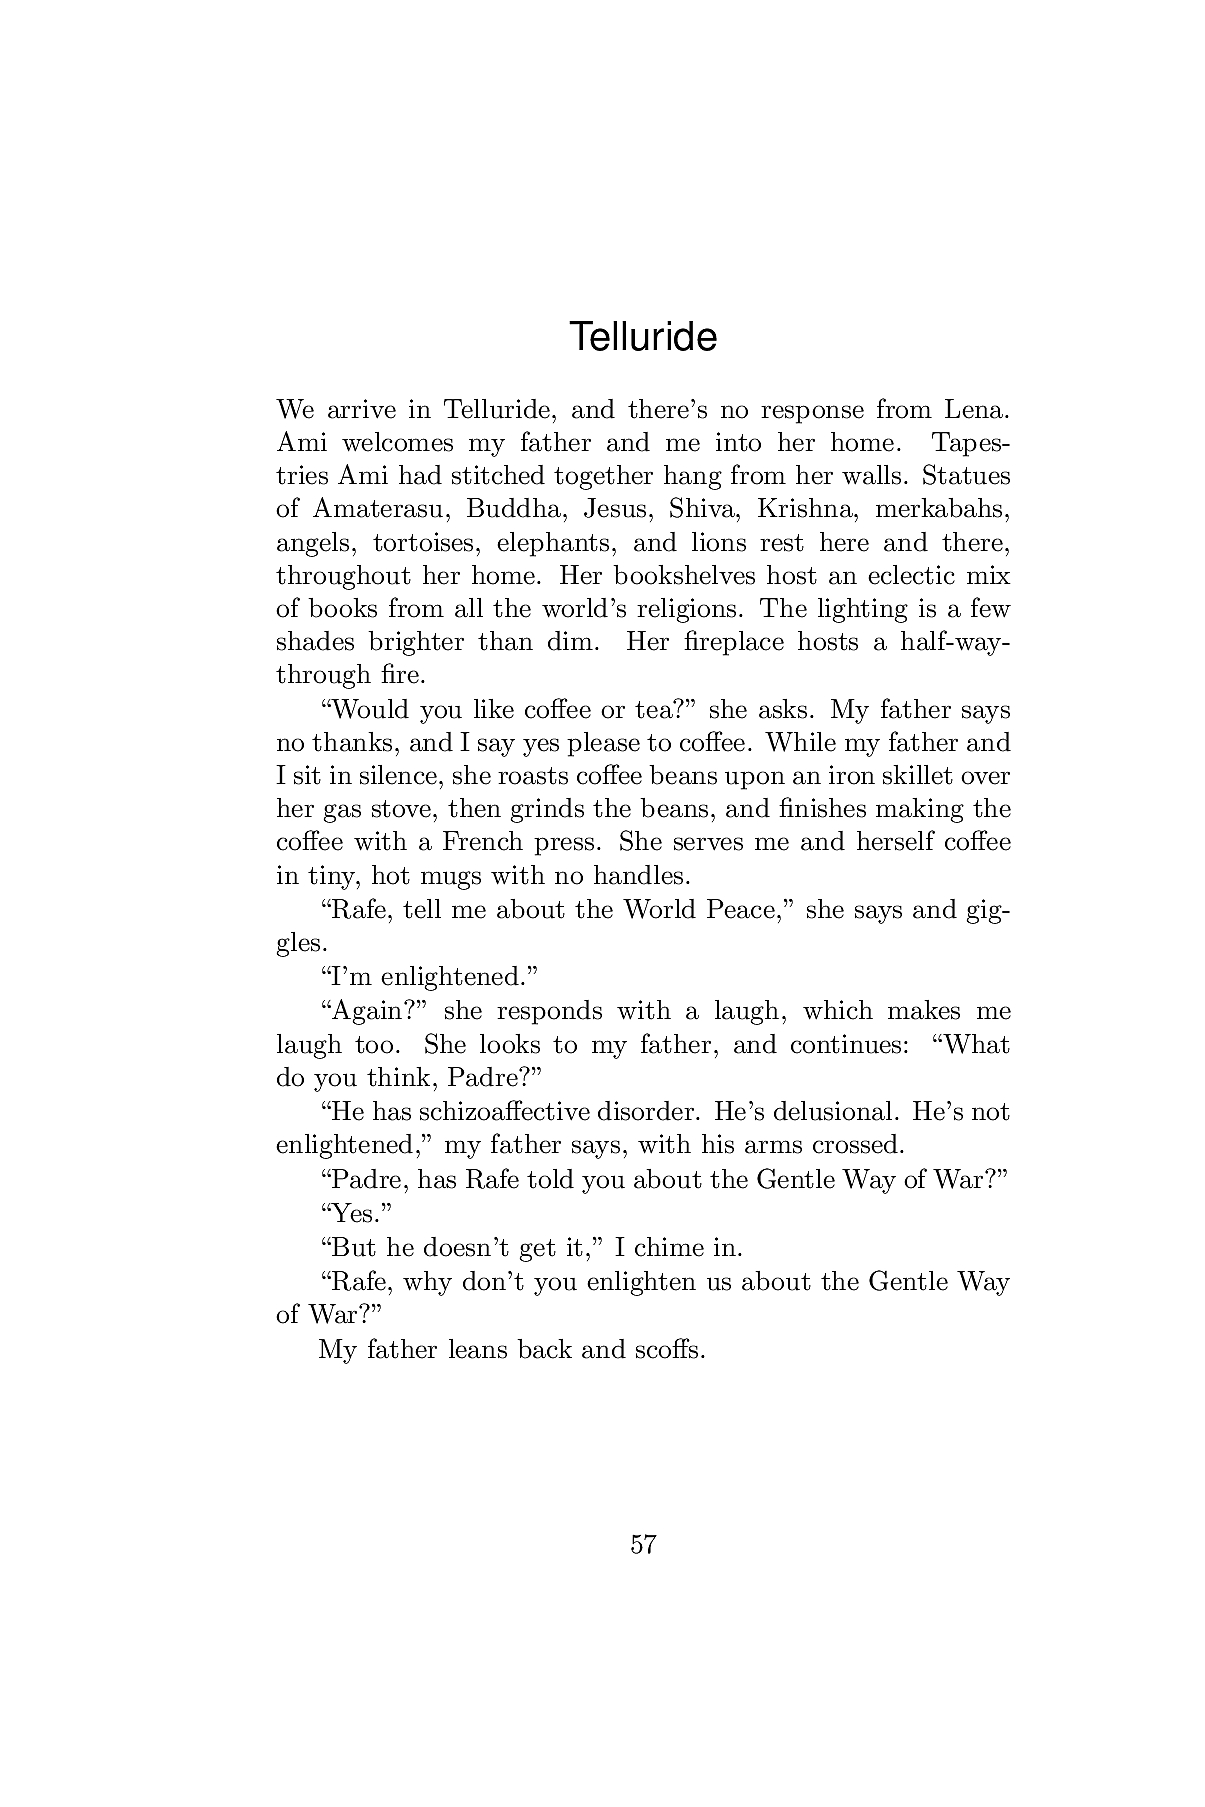 Telluride
We arrive in Telluride, and there's no response from Lena.
Ami welcomes my father and me into her home. Tapes-
tries Ami had stitched together hang from her walls. Statues
of Amaterasu, Buddha, Jesus, Shiva, Krishna, merkabahs,
angels, tortoises, elephants, and lions rest here and there,
throughout her home. Her bookshelves host an eclectic mix
of books from all the world's religions. The lighting is a few
shades brighter than dim. Her fireplace hosts a half-way-
through fire.
“Would you like coffee or tea?” she asks. My father says
no thanks, and I say yes please to coffee. While my father and
I sit in silence, she roasts coffee beans upon an iron skillet over
her gas stove, then grinds the beans, and finishes making the
coffee with a French press. She serves me and herself coffee
in tiny, hot mugs with no handles.
“Rafe, tell me about the World Peace,” she says and gig-
gles.
“I'm enlightened.”
“Again?” she responds with a laugh, which makes me
laugh too. She looks to my father, and continues: “What
do you think, Padre?”
“He has schizoaffective disorder. He's delusional. He's not
enlightened,” my father says, with his arms crossed.
“Padre, has Rafe told you about the Gentle Way of War?”
“Yes.”
“But he doesn't get it,” I chime in.
“Rafe, why don't you enlighten us about the Gentle Way
of War?”
My father leans back and scoffs.
57